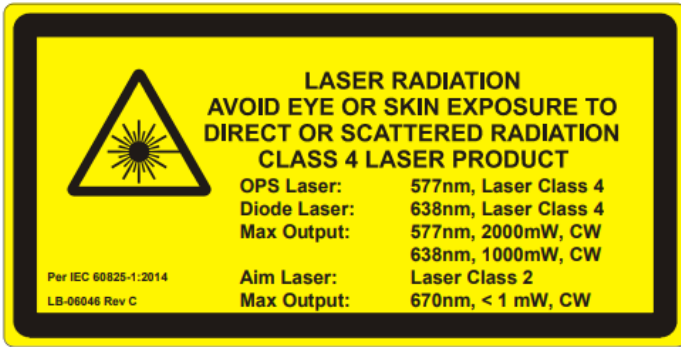 LASER RADIATION
AVOID EYE OR SKIN EXPOSURE TO
DIRECT OR SCATTERED RADIATION
CLASS 4 LASER PRODUCT
OPS Laser: 577nm, Laser Class 4
Diode Laser: 638nm, Laser Class 4
Max Output: 577nm, 2000mW, CW
638nm, 1000mW, CW
Per IEC 60825-1:2014 Aim Laser: Laser Class 2
LB-06046 Rev C Max Output: 670nm, < 1 mW, CW